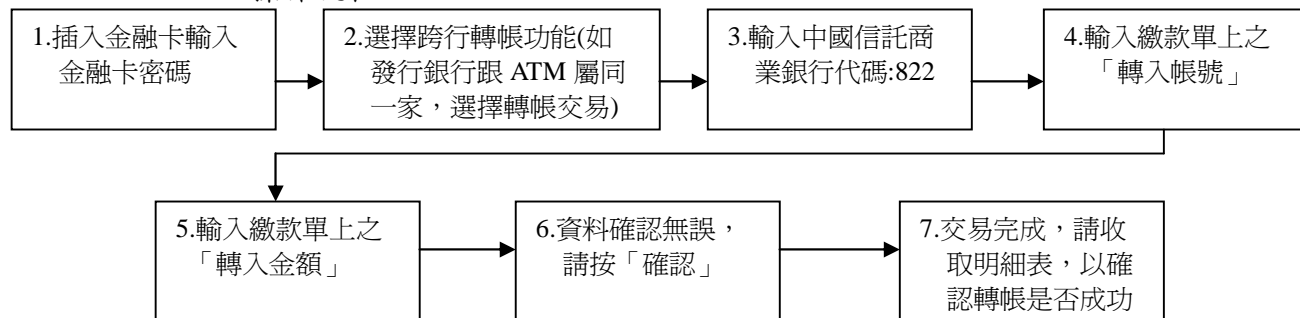 1.插入金融卡輸入
金融卡密碼
2.選擇跨行轉帳功能(如
發行銀行跟 ATM 屬同
一家，選擇轉帳交易)
3.輸入中國信託商
業銀行代碼:822
4.輸入繳款單上之
「轉入帳號」
5.輸入繳款單上之
「轉入金額」
6.資料確認無誤，
請按「確認」
7.交易完成，請收
取明細表，以確
認轉帳是否成功